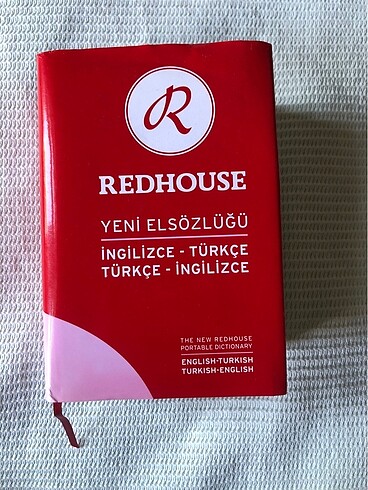 R
REDHOUSE
YENİ ELSÖZLÜĞÜ
İNGİLİZCE - TÜRKÇE
TÜRKÇE - İNGİLİZCE
THE NEW REDHOUSE
PORTABLE DICTIONARY
ENGLISH-TURKISH
TURKISH-ENGLISH